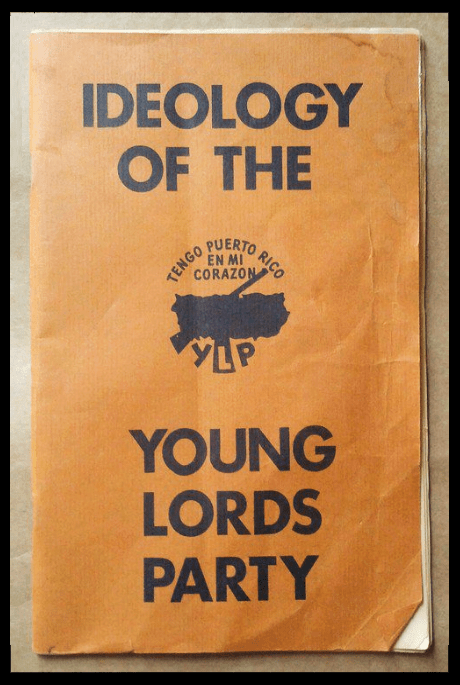 IDEOLOGY
OF THE
TENGO PUERTO RICO
EN MI
CORAZON
YLP
YOUNG
LORDS
PARTY